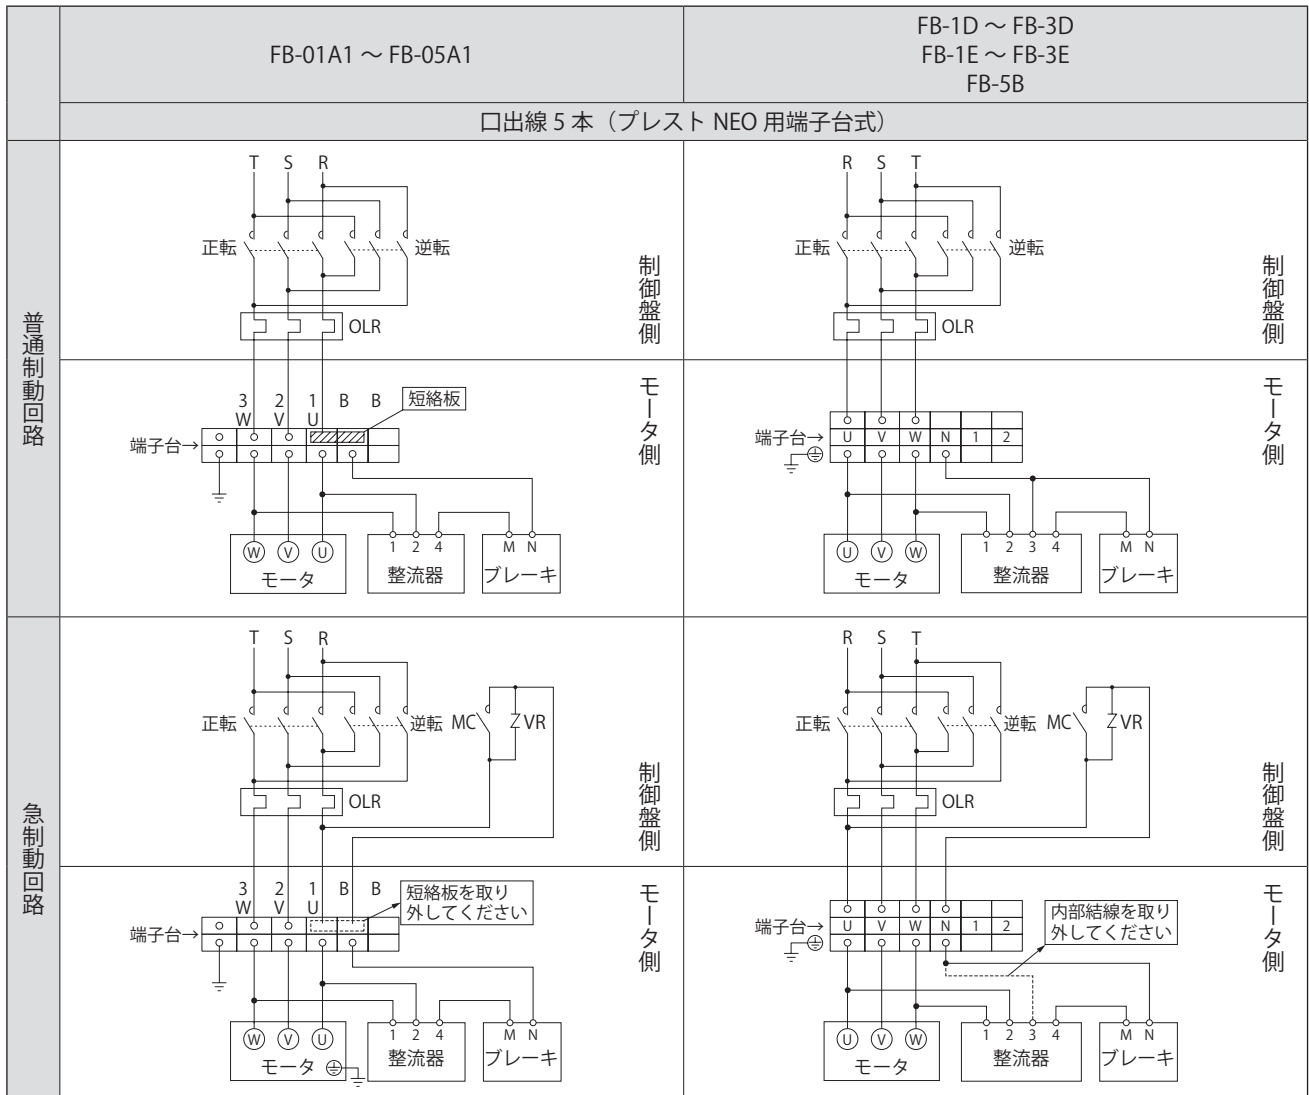 FB-01A1 ～ FB-05A1
FB-1D ～ FB-3D
FB-1E ～ FB-3E
FB-5B
口出線 5 本（プレスト NEO 用端子台式）
普通制動回路
T S R
正転
逆転
OLR
制御盤側
R S T
正転
逆転
OLR
制御盤側
3 2 1 B B
W V U
短絡板
端子台→
W V U
モータ
1 2 4
整流器
M N
ブレーキ
モータ側
端子台→
U V W N 1 2
U V W
モータ
1 2 3 4
整流器
M N
ブレーキ
モータ側
急制動回路
T S R
正転
逆転
MC
VR
OLR
制御盤側
R S T
正転
逆転
MC
VR
OLR
制御盤側
3 2 1 B B
W V U
短絡板を取り
外してください
端子台→
W V U
モータ
1 2 4
整流器
M N
ブレーキ
モータ側
端子台→
U V W N 1 2
内部結線を取り
外してください
U V W
モータ
1 2 3 4
整流器
M N
ブレーキ
モータ側